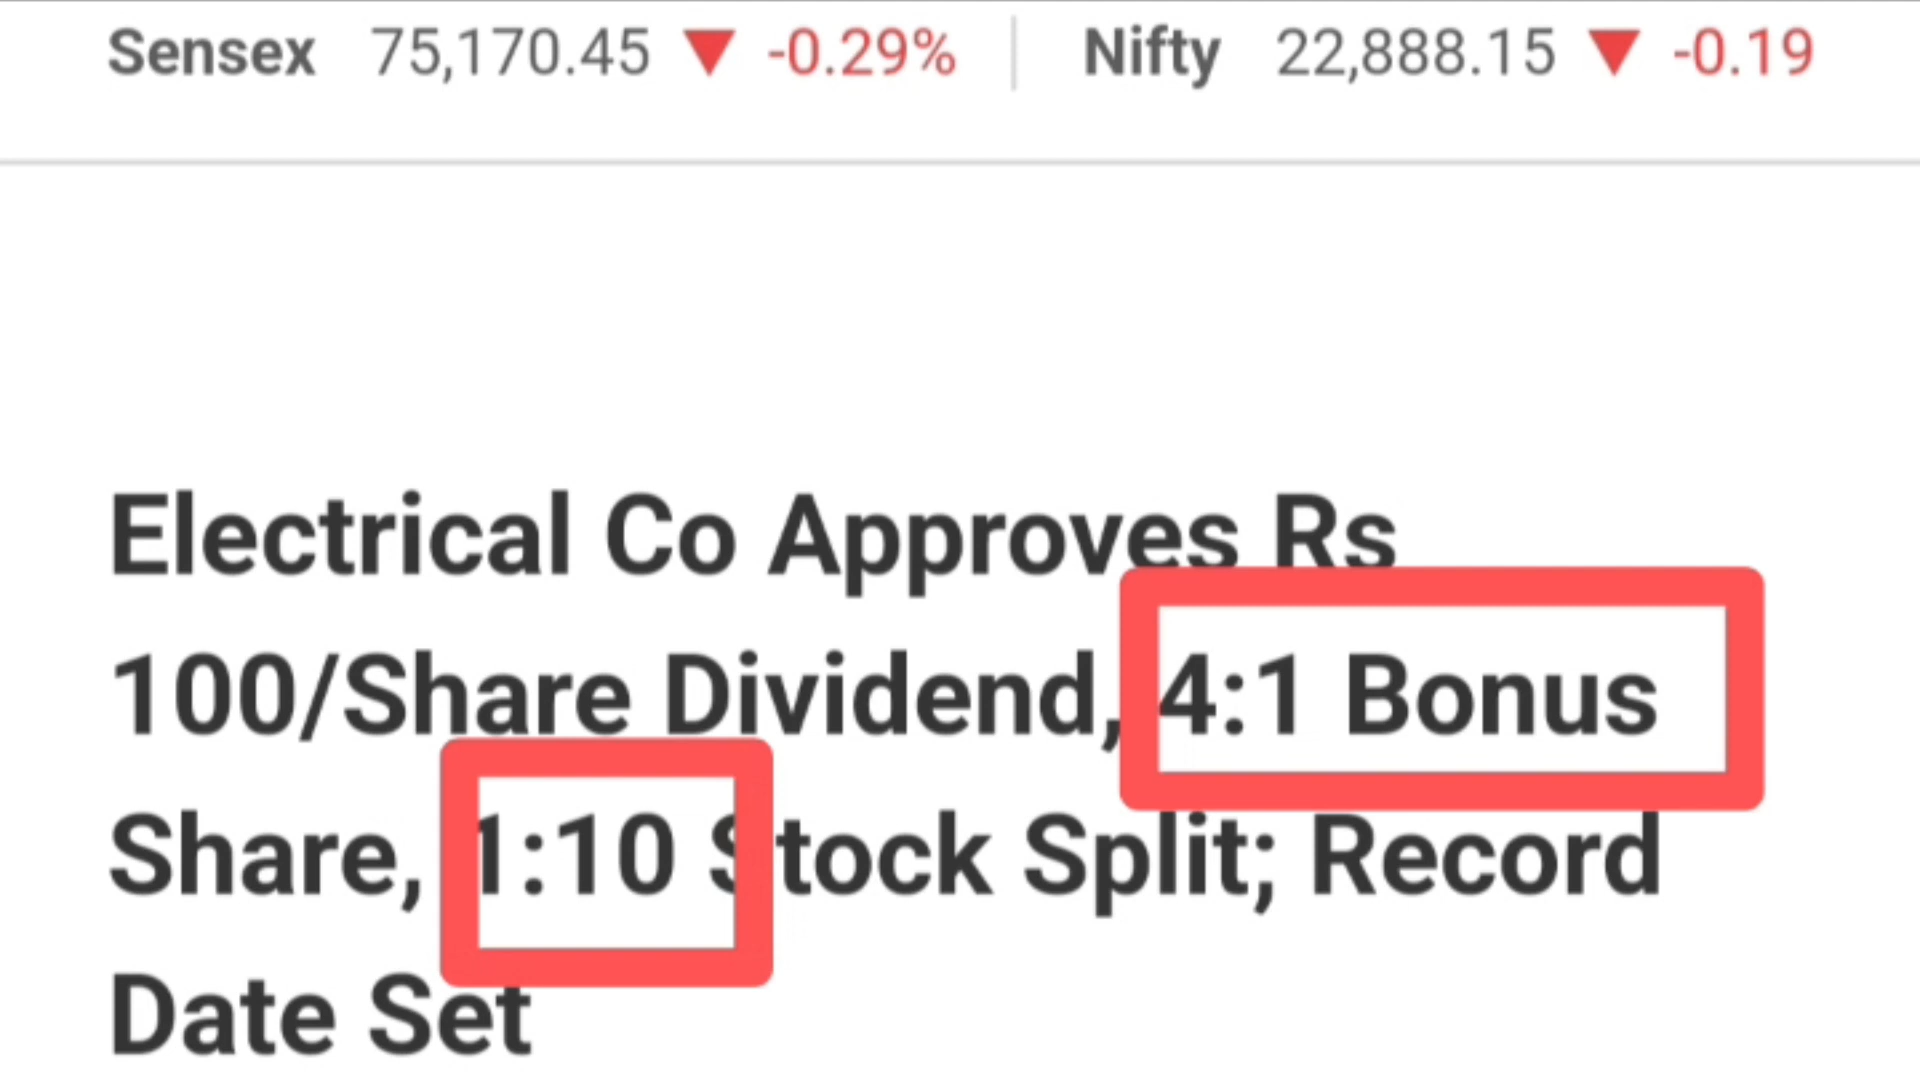 Sensex 75,170.45 ▼ -0.29% | Nifty 22,888.15 ▼ -0.19
Electrical Co Approves Rs
100/Share Dividend, 4:1 Bonus
Share, 1:10 Stock Split; Record
Date Set